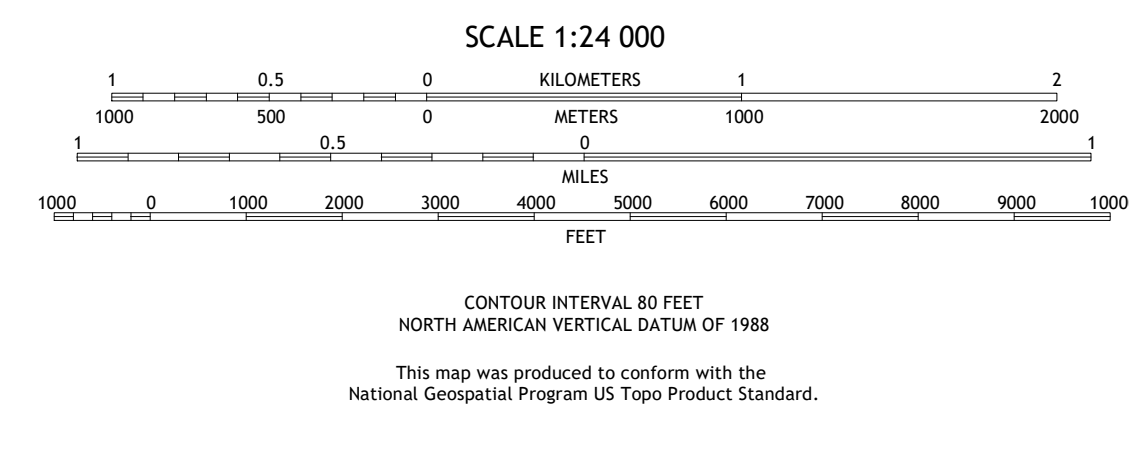 SCALE 1:24 000
1 0.5 0 KILOMETERS 1 2
1000 500 0 METERS 1000 2000
1 0.5 0 1
MILES
1000 0 1000 2000 3000 4000 5000 6000 7000 8000 9000 1000
FEET
CONTOUR INTERVAL 80 FEET
NORTH AMERICAN VERTICAL DATUM OF 1988
This map was produced to conform with the
National Geospatial Program US Topo Product Standard.